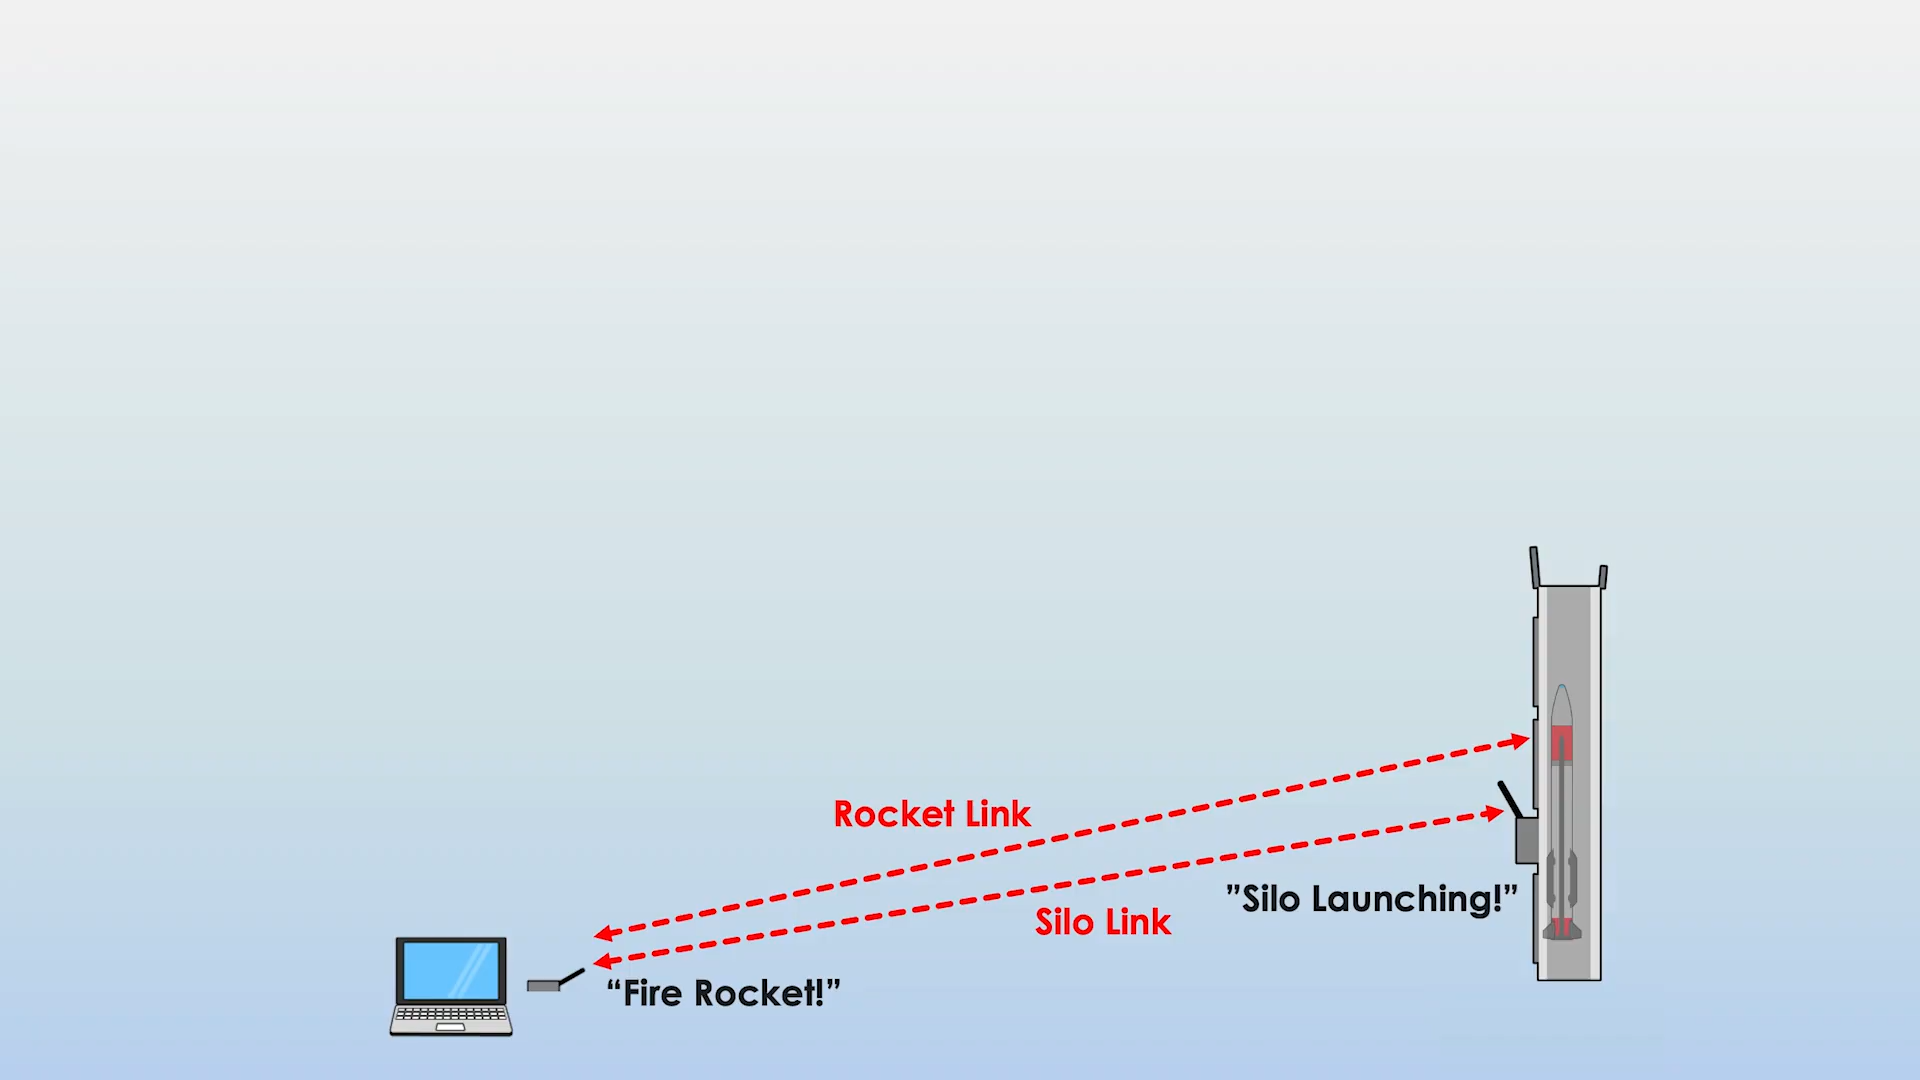 Rocket Link
”Silo Launching!”
Silo Link
“Fire Rocket!”